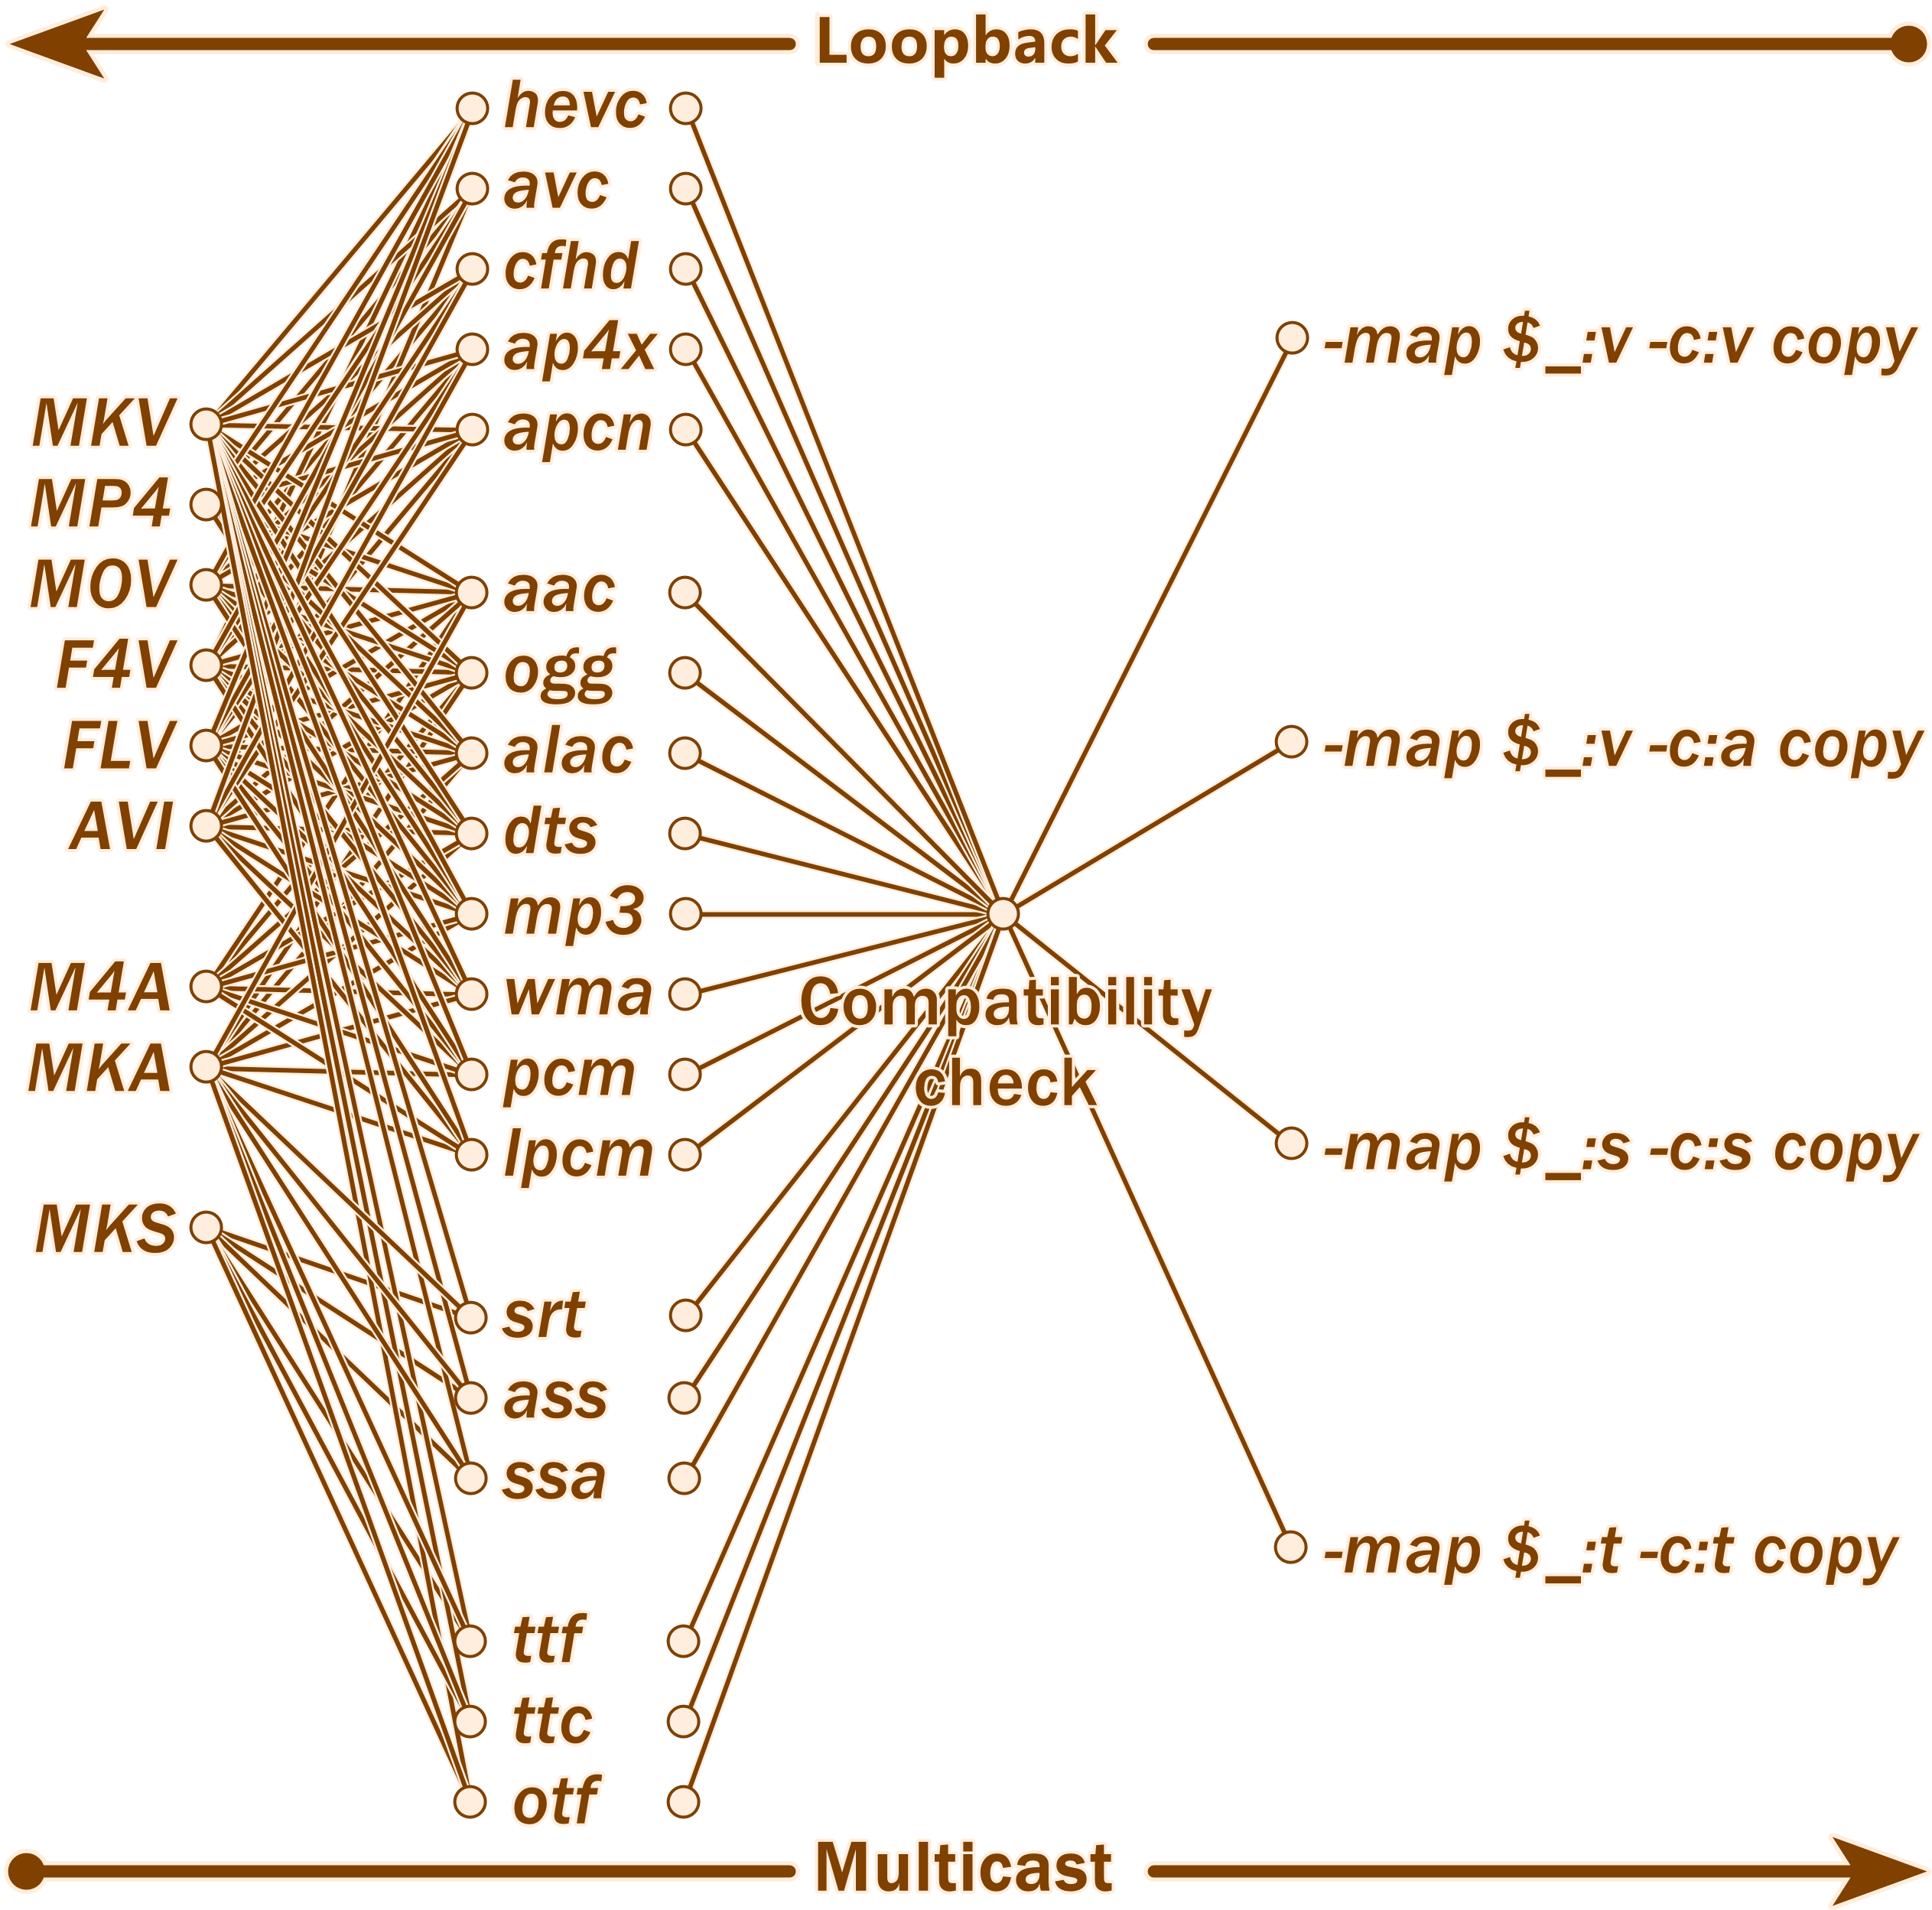 Loopback
MKV
MP4
MOV
F4V
FLV
AVI
M4A
MKA
MKS
hevc
avc
cfhd
ap4x
apcn
aac
ogg
alac
dts
mp3
wma
pcm
lpcm
srt
ass
ssa
ttf
ttc
otf
Compatibility
check
-map $_:v -c:v copy
-map $_:v -c:a copy
-map $_:s -c:s copy
-map $_:t -c:t copy
Multicast